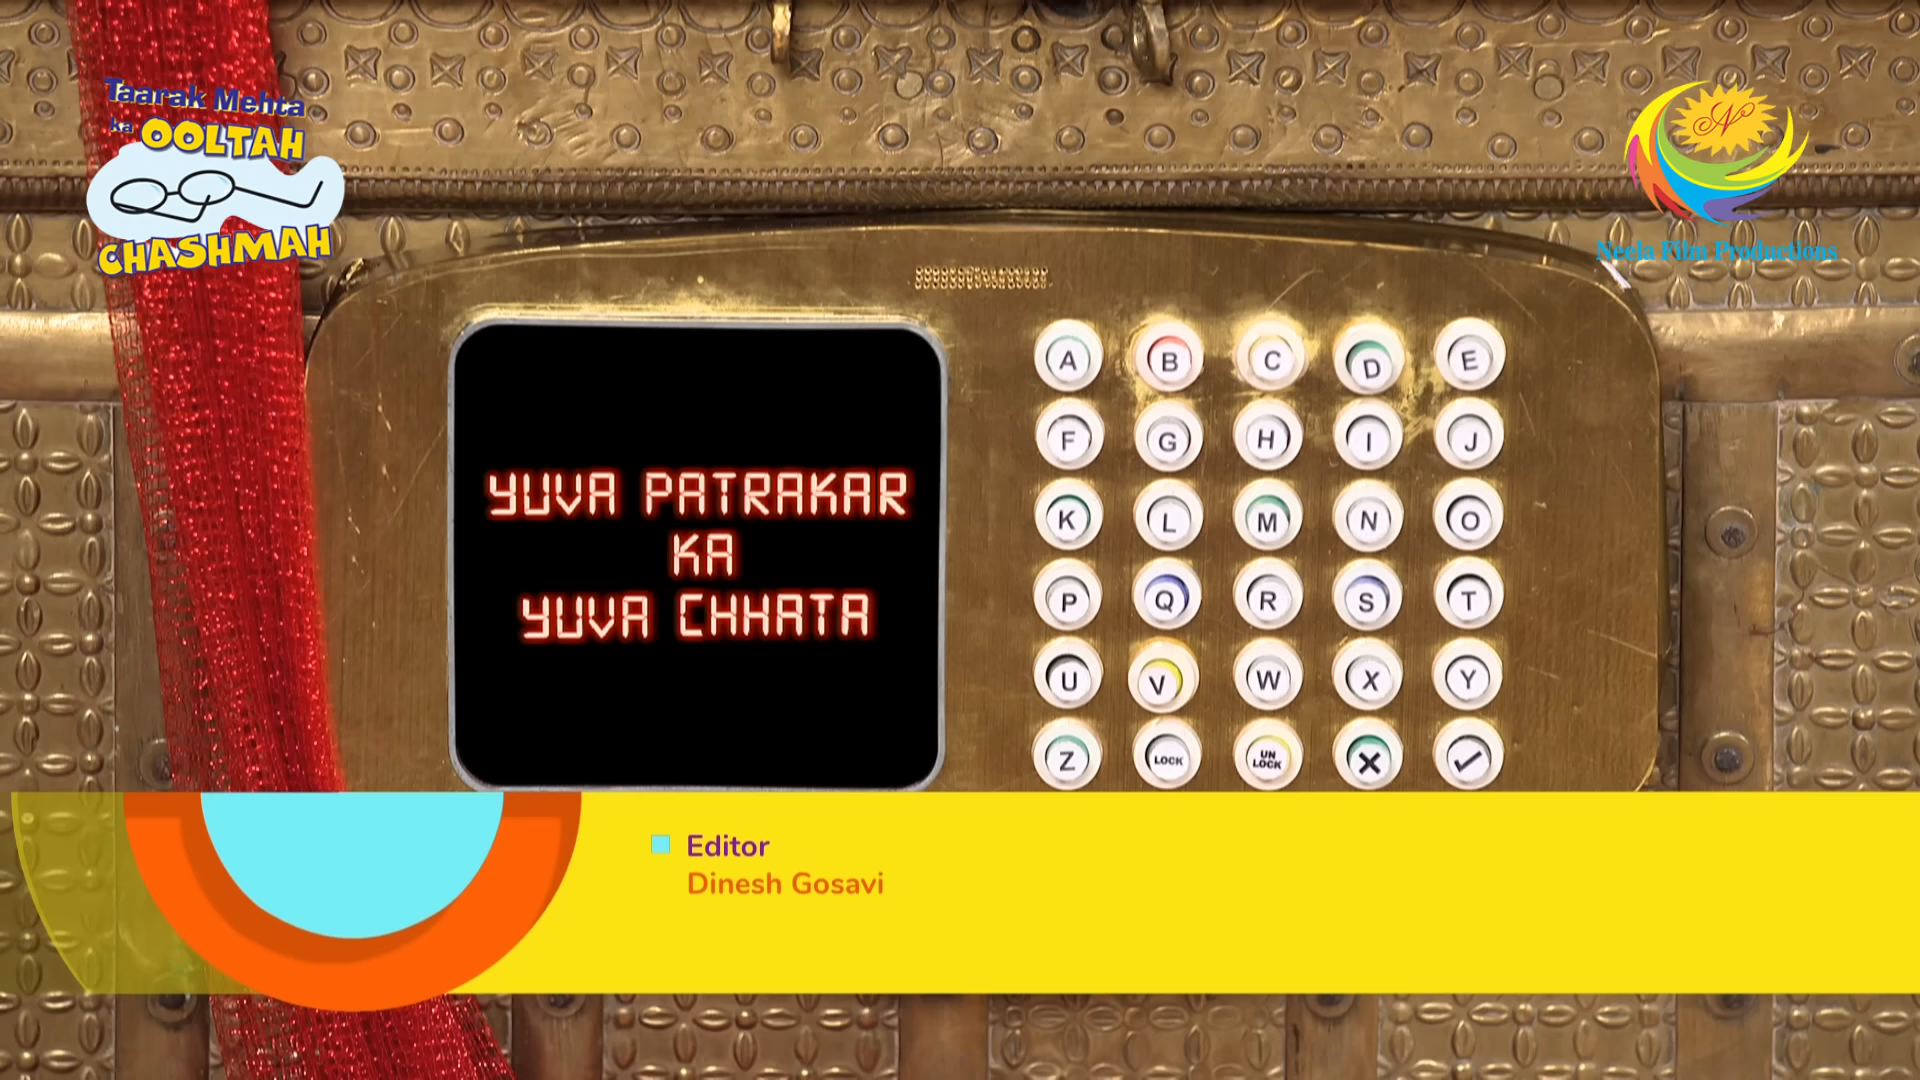 Taarak Mehta
ka OOLTAH
CHASHMAH
Neela Film Productions
YUVA PATRAKAR
KA
YUVA CHHATA
A B C D E
F G H I J
K L M N O
P Q R S T
U V W X Y
Z LOCK UN LOCK
Editor
Dinesh Gosavi